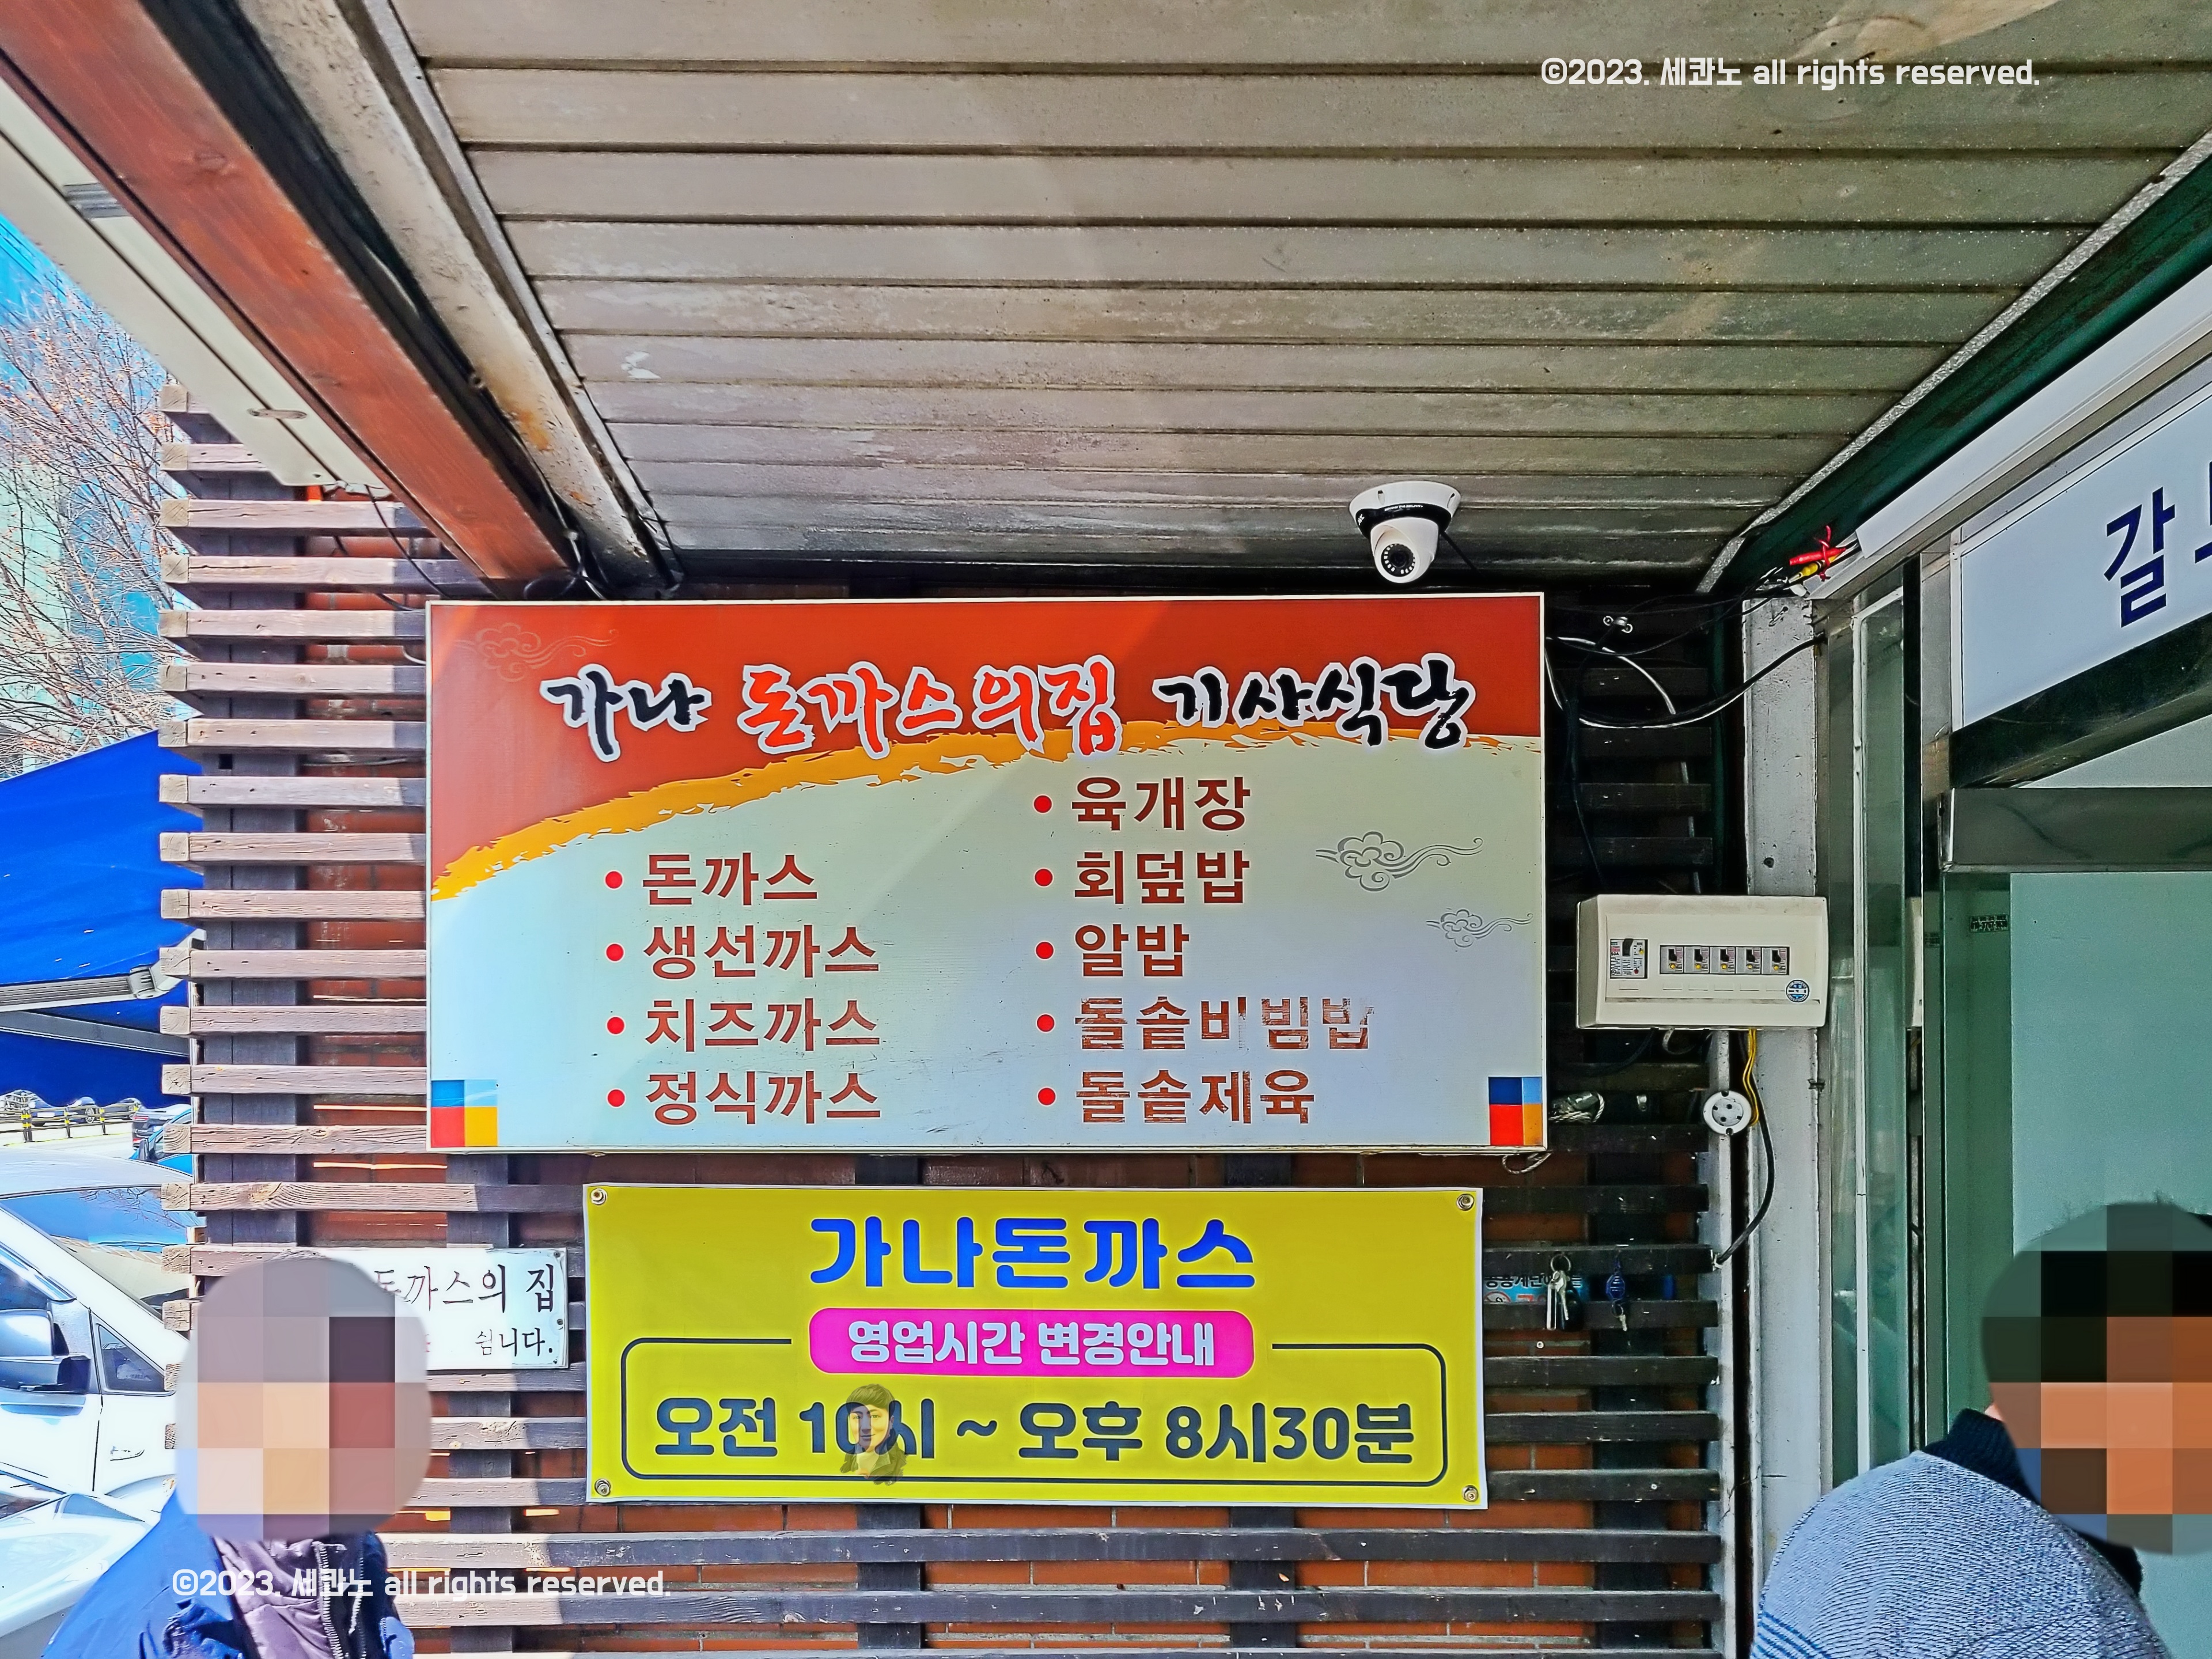 ©2023. 세콴노 all rights reserved.
갈
가나 돈까스의집 기사식당
• 육개장
• 돈까스
• 회덮밥
• 생선까스
• 알밥
• 치즈까스
• 돌솥비빔밥
• 정식까스
• 돌솥제육
가나돈까스
영업시간 변경안내
오전 10시 ~ 오후 8시30분
돈까스의 집
쉽니다.
©2023. 세콴노 all rights reserved.